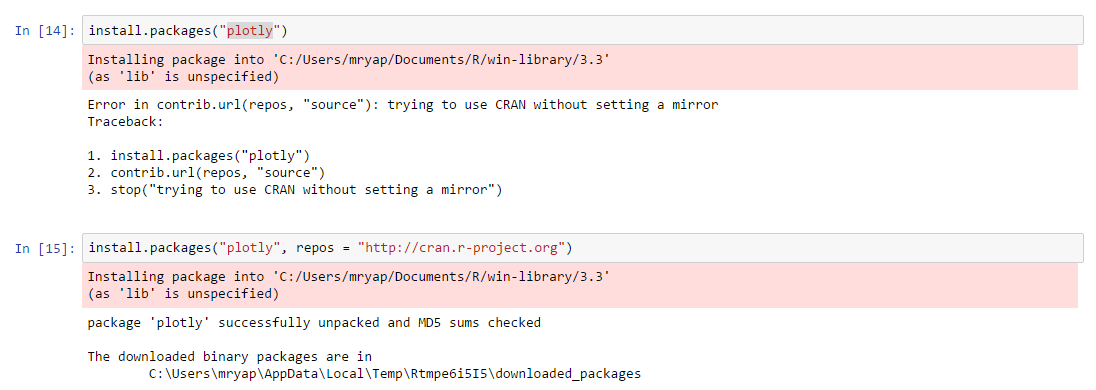 In [14]: install.packages("plotly")
Installing package into 'C:/Users/mryap/Documents/R/win-library/3.3'
(as 'lib' is unspecified)
Error in contrib.url(repos, "source"): trying to use CRAN without setting a mirror
Traceback:
1. install.packages("plotly")
2. contrib.url(repos, "source")
3. stop("trying to use CRAN without setting a mirror")
In [15]: install.packages("plotly", repos = "http://cran.r-project.org")
Installing package into 'C:/Users/mryap/Documents/R/win-library/3.3'
(as 'lib' is unspecified)
package 'plotly' successfully unpacked and MD5 sums checked
The downloaded binary packages are in
C:\Users\mryap\AppData\Local\Temp\Rtmpe6i5I5\downloaded_packages